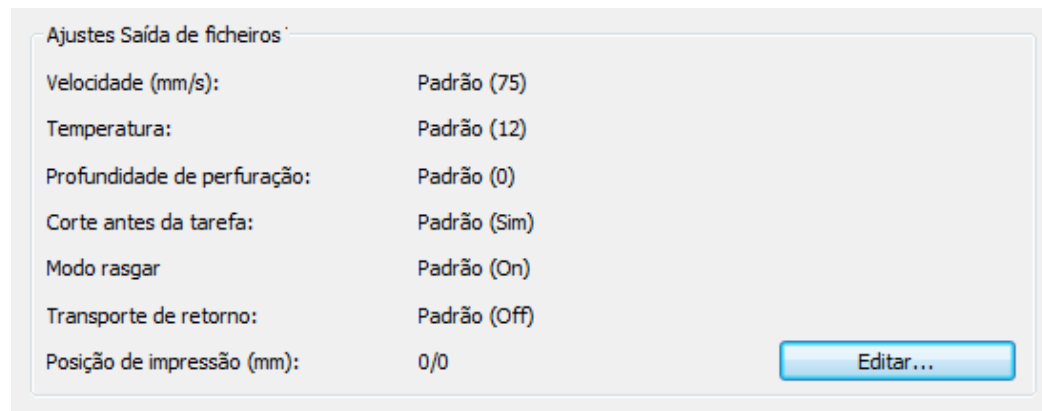 Ajustes Saída de ficheiros
Velocidade (mm/s): Padrão (75)
Temperatura: Padrão (12)
Profundidade de perfuração: Padrão (0)
Corte antes da tarefa: Padrão (Sim)
Modo rasgar Padrão (On)
Transporte de retorno: Padrão (Off)
Posição de impressão (mm): 0/0 Editar...